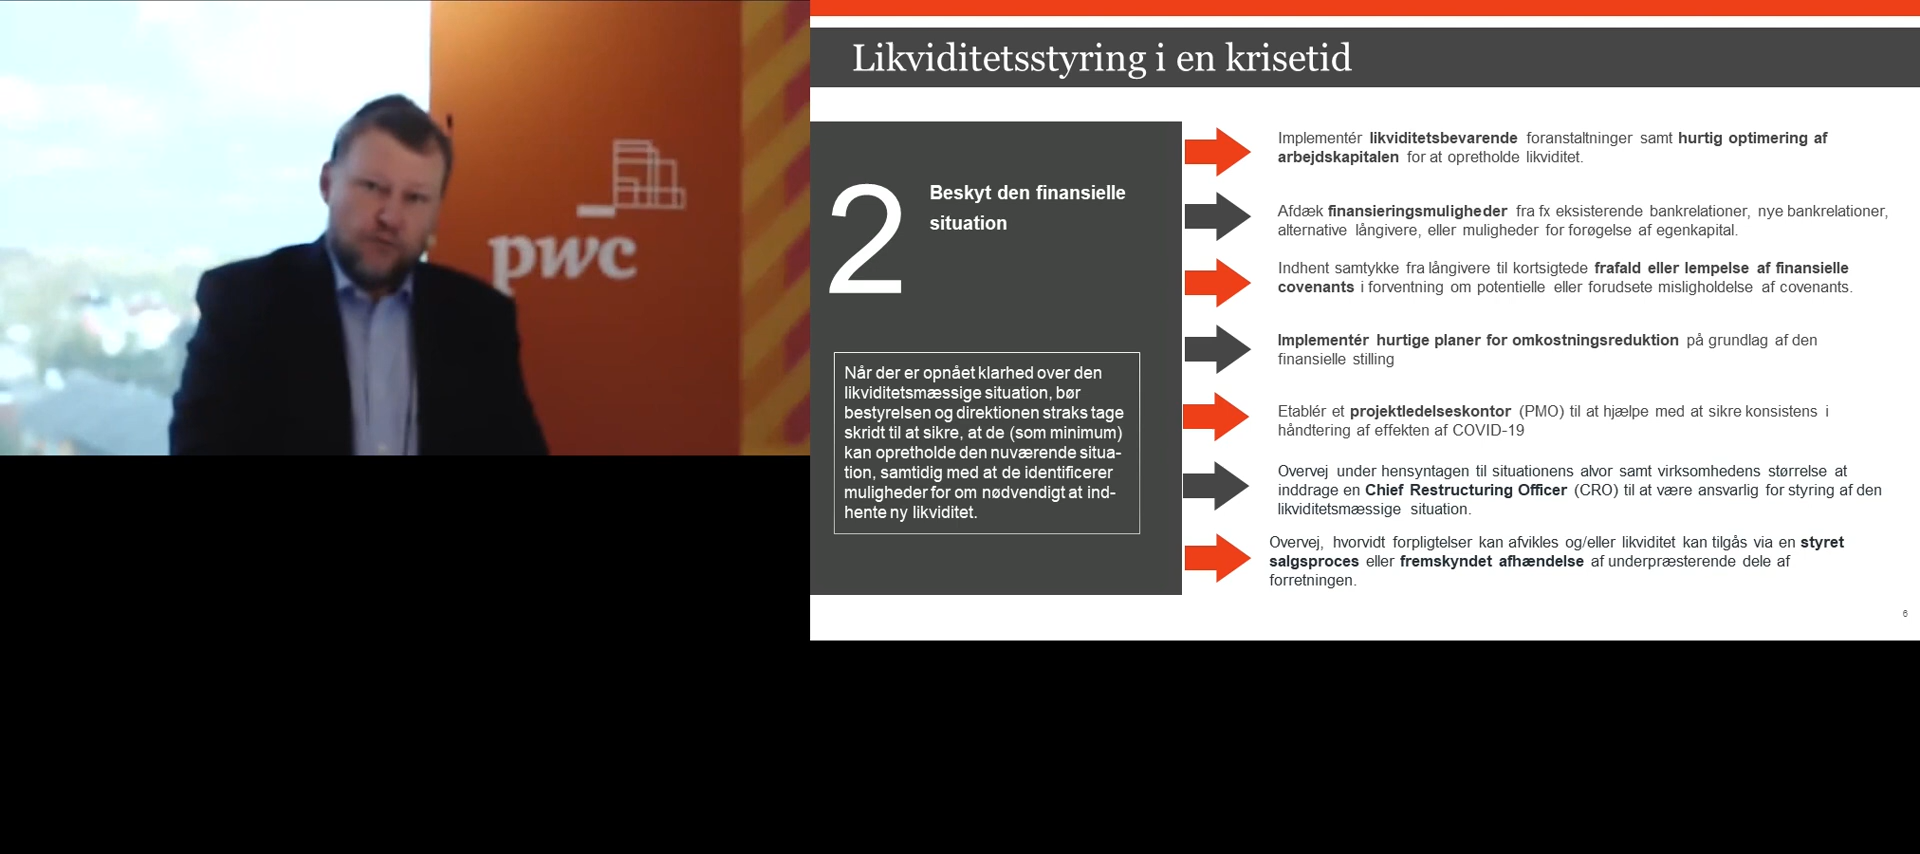 pwc
Likviditetsstyring i en krisetid
2
Beskyt den finansielle
situation
Når der er opnået klarhed over den
likviditetsmæssige situation, bør
bestyrelsen og direktionen straks tage
skridt til at sikre, at de (som minimum)
kan opretholde den nuværende situa-
tion, samtidig med at de identificerer
muligheder for om nødvendigt at ind-
hente ny likviditet.
Implementér likviditetsbevarende foranstaltninger samt hurtig optimering af
arbejdskapitalen for at opretholde likviditet.
Afdæk finansieringsmuligheder fra fx eksisterende bankrelationer, nye bankrelationer,
alternative långivere, eller muligheder for forøgelse af egenkapital.
Indhent samtykke fra långivere til kortsigtede frafald eller lempelse af finansielle
covenants i forventning om potentielle eller forudsete misligholdelse af covenants.
Implementér hurtige planer for omkostningsreduktion på grundlag af den
finansielle stilling
Etablér et projektledelseskontor (PMO) til at hjælpe med at sikre konsistens i
håndtering af effekten af COVID-19
Overvej under hensyntagen til situationens alvor samt virksomhedens størrelse at
inddrage en Chief Restructuring Officer (CRO) til at være ansvarlig for styring af den
likviditetsmæssige situation.
Overvej, hvorvidt forpligtelser kan afvikles og/eller likviditet kan tilgås via en styret
salgsproces eller fremskyndet afhændelse af underpræsterende dele af
forretningen.
6